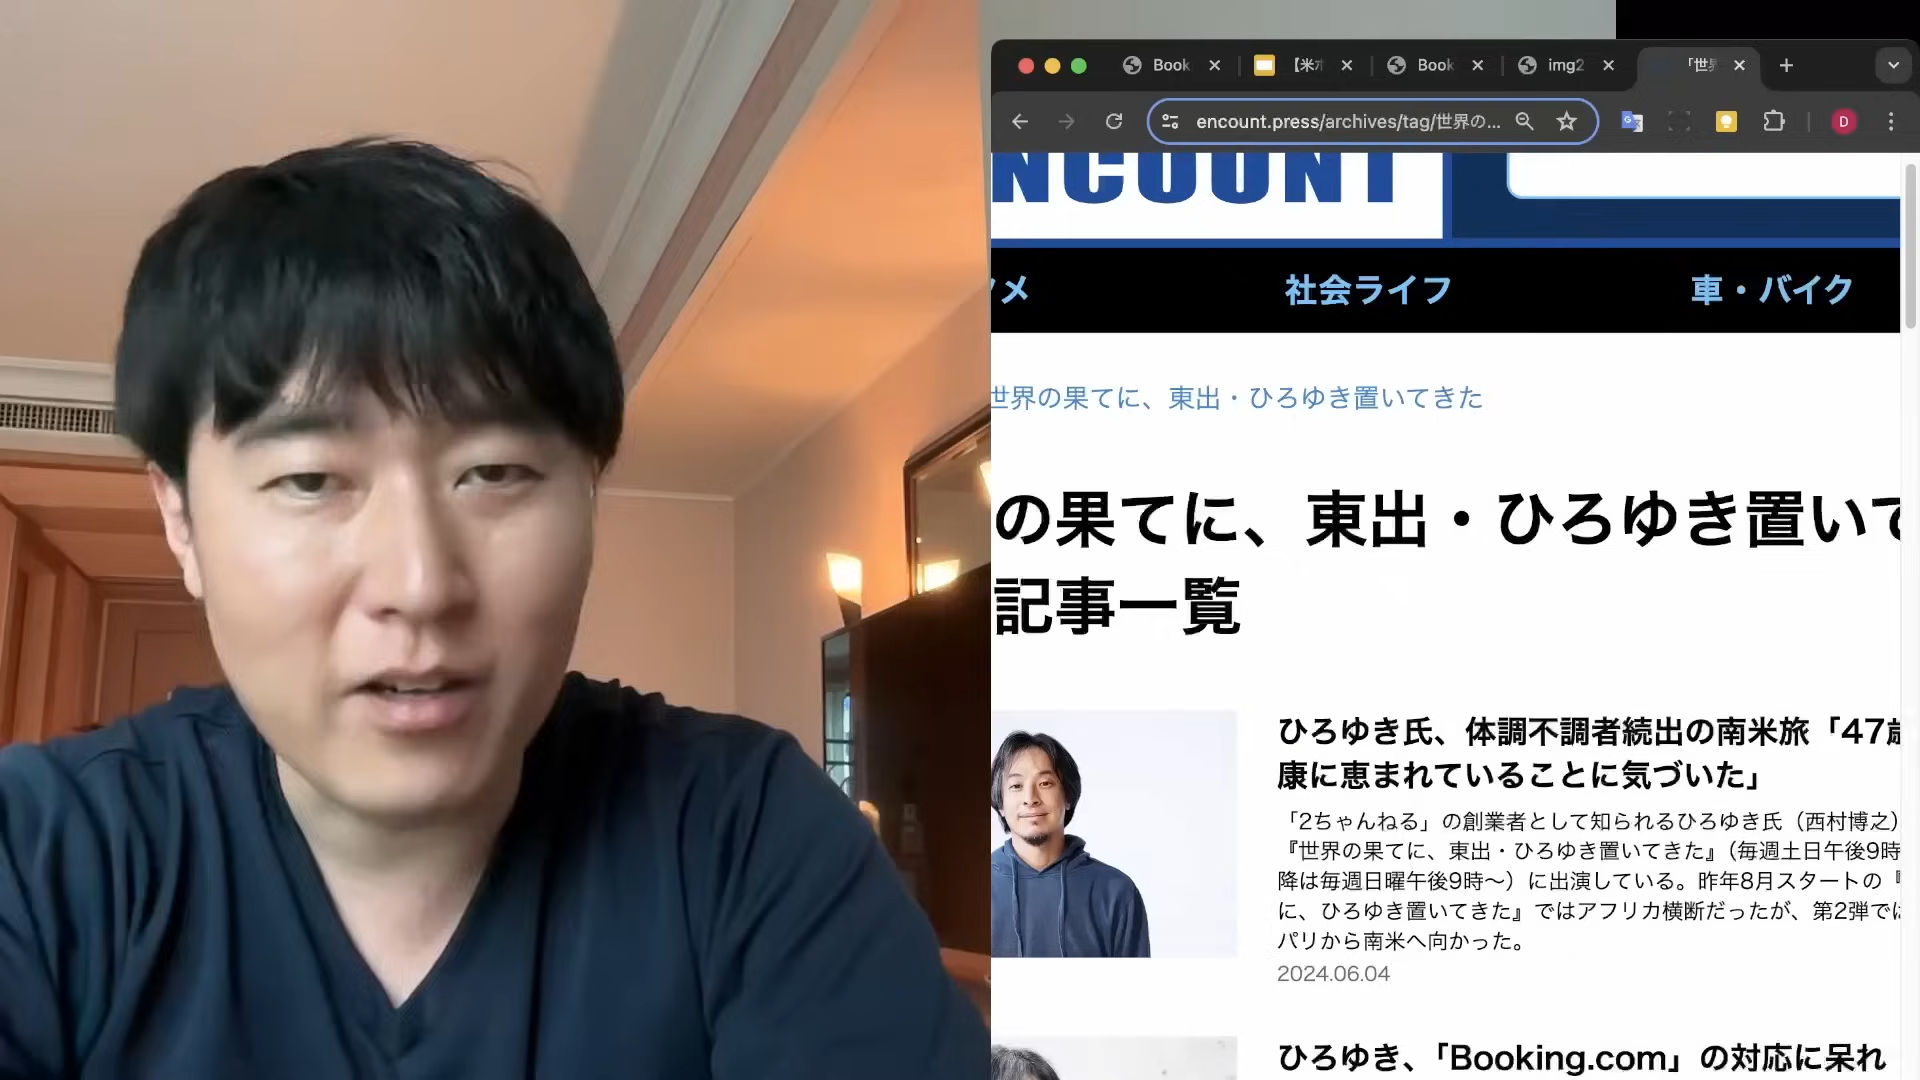 Book
【米
Book
img2
「世
D
encount.press/archives/tag/世界の...
NCOUNT
メ
社会ライフ
車・バイク
世界の果てに、東出・ひろゆき置いてきた
の果てに、東出・ひろゆき置いて
記事一覧
ひろゆき氏、体調不調者続出の南米旅「47歳
康に恵まれていることに気づいた」
「2ちゃんねる」の創業者として知られるひろゆき氏（西村博之）
『世界の果てに、東出・ひろゆき置いてきた』（毎週土日午後9時
降は毎週日曜午後9時〜）に出演している。昨年8月スタートの『
に、ひろゆき置いてきた』ではアフリカ横断だったが、第2弾では
パリから南米へ向かった。
2024.06.04
ひろゆき、「Booking.com」の対応に呆れ